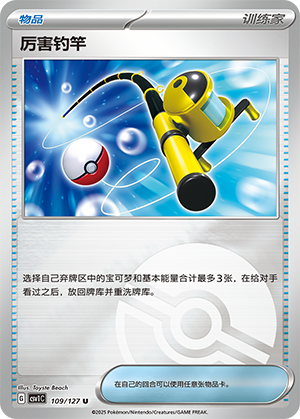 物品
训练家
厉害钓竿
选择自己弃牌区中的宝可梦和基本能量合计最多3张，在给对手
看过之后，放回牌库并重洗牌库。
Illus. Toyste Beach
G CSV1C 109/127 U
在自己的回合可以使用任意张物品卡。
©2025 Pokémon/Nintendo/Creatures/GAME FREAK.